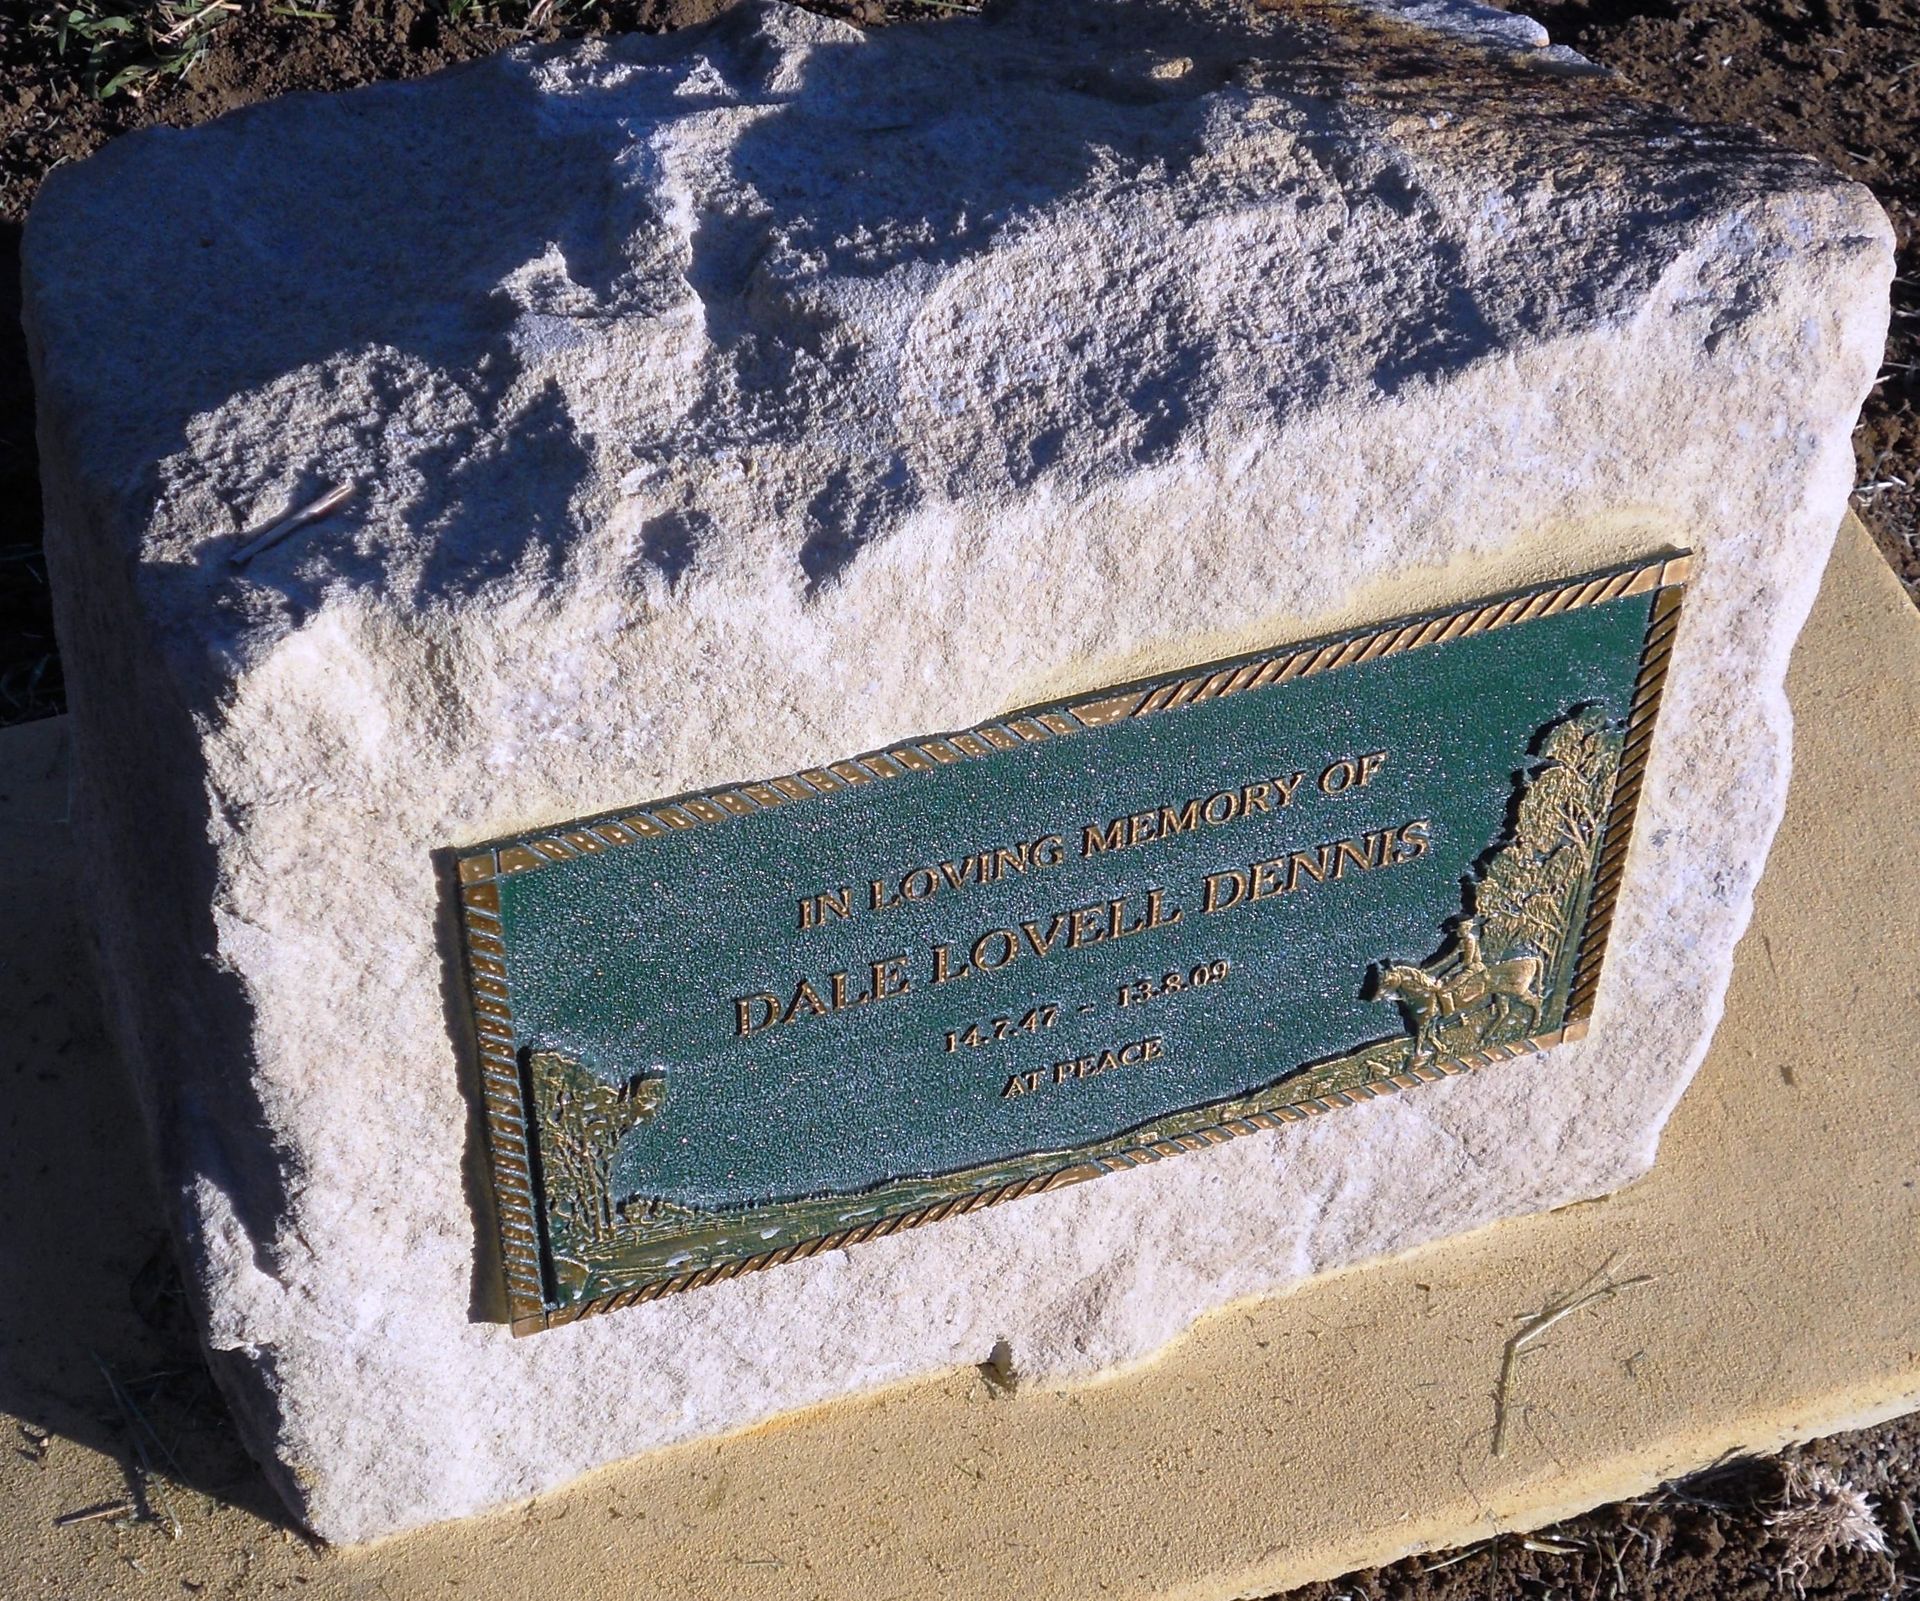 IN LOVING MEMORY OF
DALE LOVELL DENNIS
14.7.47 - 13.8.09
AT PEACE